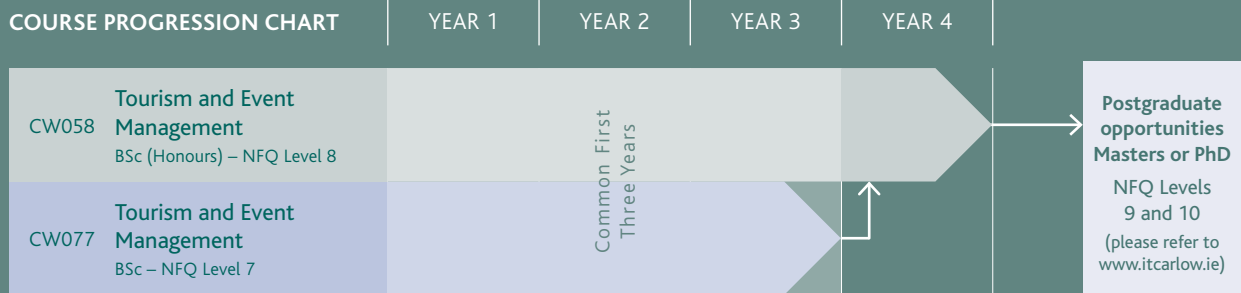 COURSE PROGRESSION CHART
YEAR 1
YEAR 2
YEAR 3
YEAR 4
CW058
Tourism and Event
Management
BSc (Honours) – NFQ Level 8
CW077
Tourism and Event
Management
BSc – NFQ Level 7
Common First
Three Years
Postgraduate
opportunities
Masters or PhD
NFQ Levels
9 and 10
(please refer to
www.itcarlow.ie)